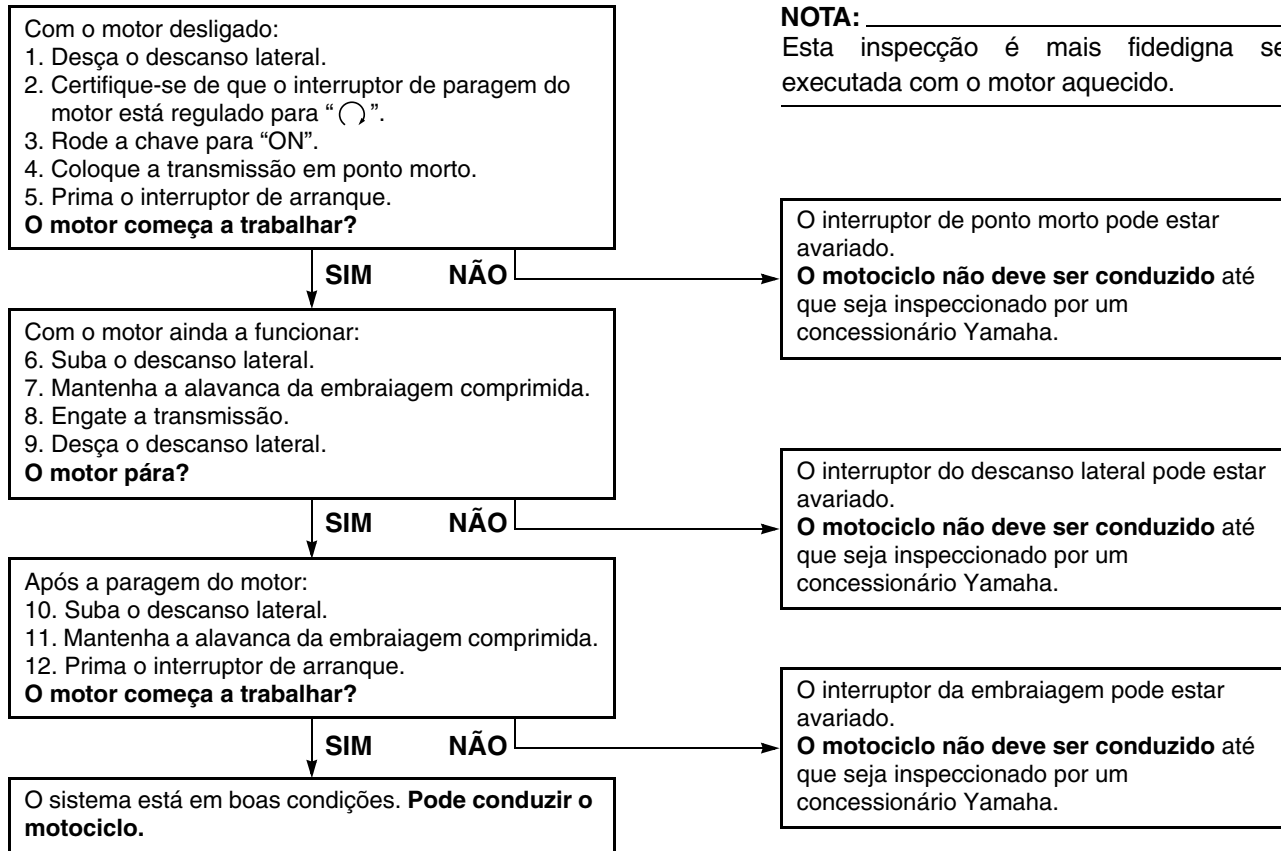 Com o motor desligado:
1. Desça o descanso lateral.
2. Certifique-se de que o interruptor de paragem do
motor está regulado para “ ”.
3. Rode a chave para “ON”.
4. Coloque a transmissão em ponto morto.
5. Prima o interruptor de arranque.
O motor começa a trabalhar?
SIM NÃO
NOTA:
Esta inspecção é mais fidedigna se
executada com o motor aquecido.
O interruptor de ponto morto pode estar
avariado.
O motociclo não deve ser conduzido até
que seja inspeccionado por um
concessionário Yamaha.
Com o motor ainda a funcionar:
6. Suba o descanso lateral.
7. Mantenha a alavanca da embraiagem comprimida.
8. Engate a transmissão.
9. Desça o descanso lateral.
O motor pára?
SIM NÃO
O interruptor do descanso lateral pode estar
avariado.
O motociclo não deve ser conduzido até
que seja inspeccionado por um
concessionário Yamaha.
Após a paragem do motor:
10. Suba o descanso lateral.
11. Mantenha a alavanca da embraiagem comprimida.
12. Prima o interruptor de arranque.
O motor começa a trabalhar?
SIM NÃO
O interruptor da embraiagem pode estar
avariado.
O motociclo não deve ser conduzido até
que seja inspeccionado por um
concessionário Yamaha.
O sistema está em boas condições. Pode conduzir o
motociclo.